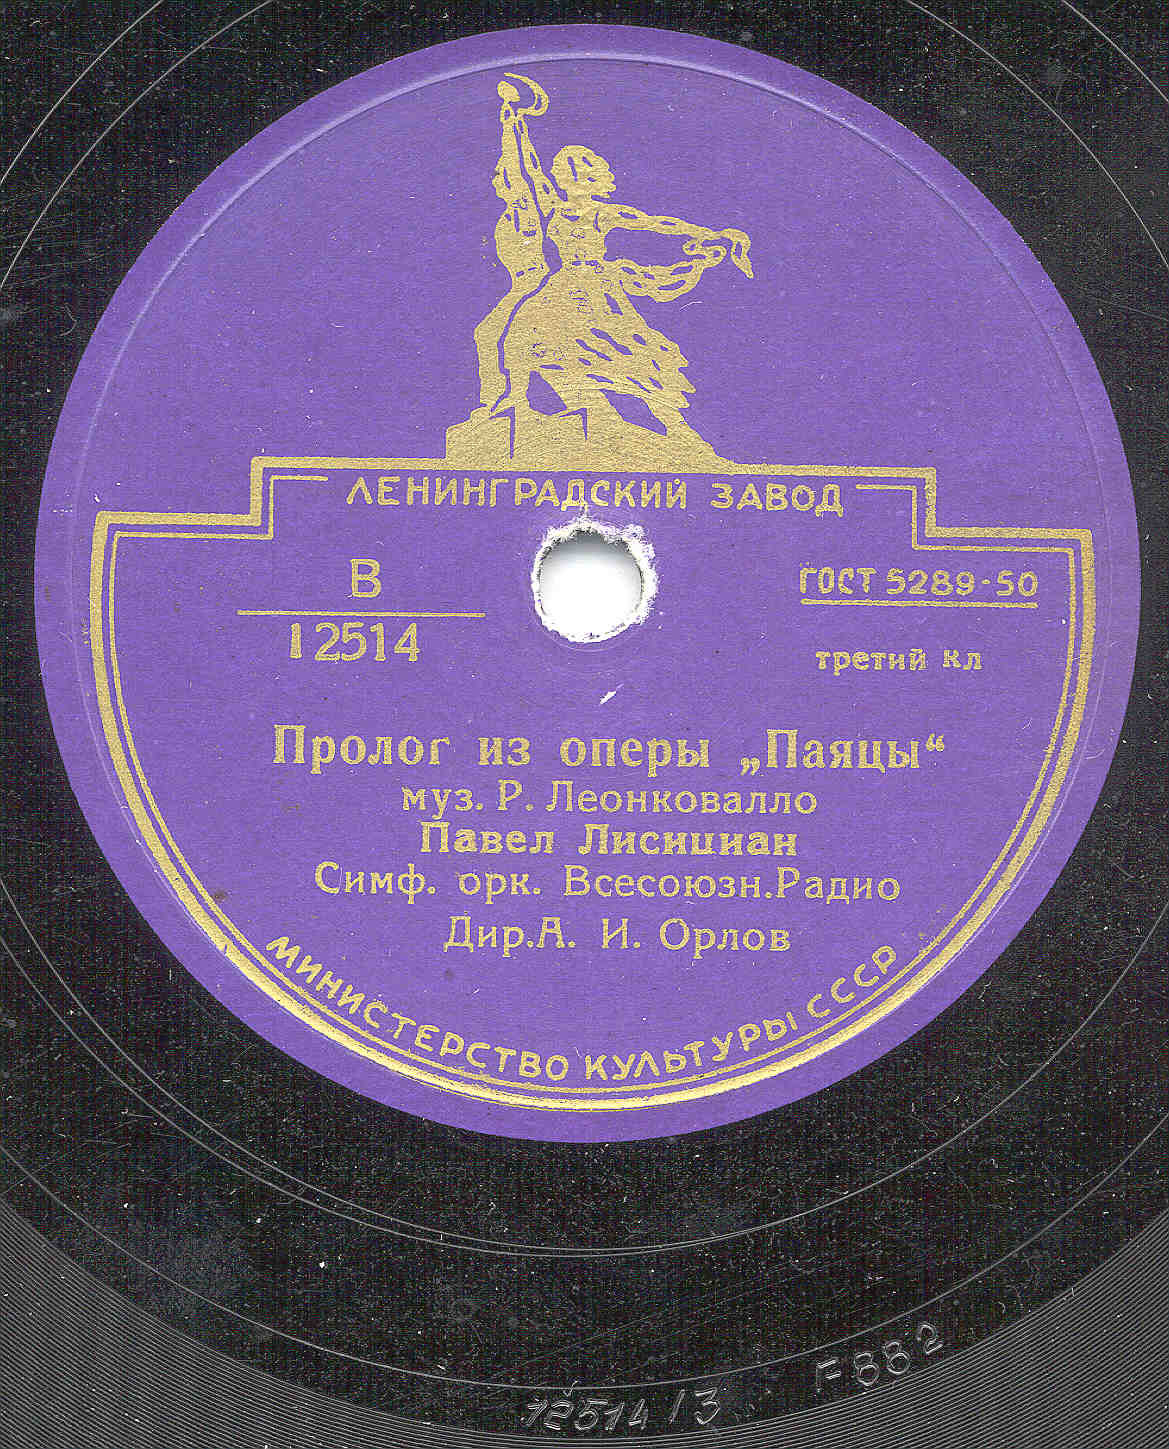 ЛЕНИНГРАДСКИЙ ЗАВОД
В
12514
ГОСТ 5289-50
третий кл
Пролог из оперы „Паяцы“
муз. Р. Леонковалло
Павел Лисициан
Симф. орк. Всесоюзн.Радио
Дир.А. И. Орлов
МИНИСТЕРСТВО КУЛЬТУРЫ СССР
12514 / 3
F882